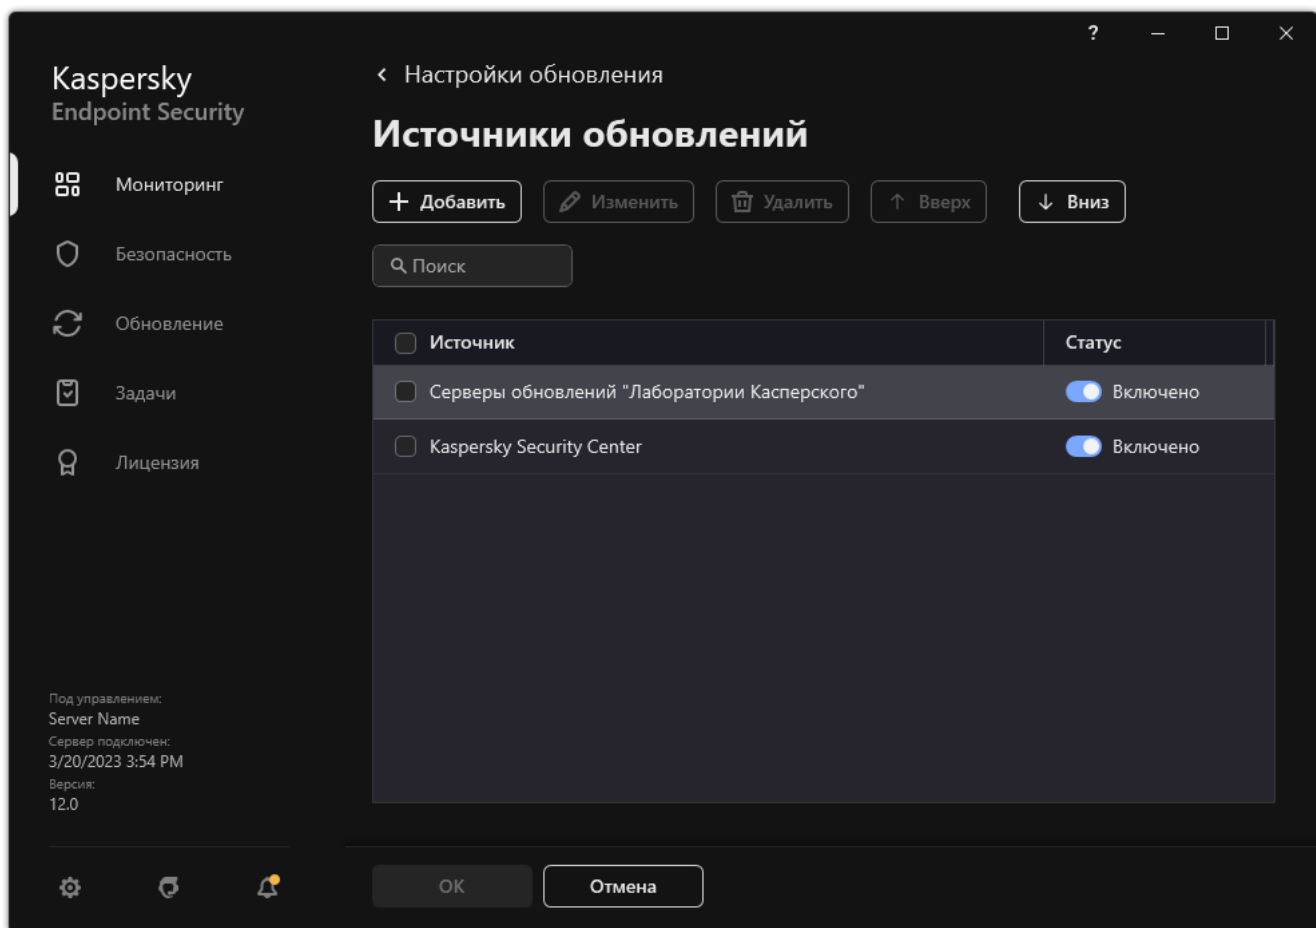 ?
Kaspersky
Endpoint Security
Мониторинг
Безопасность
Обновление
Задачи
Лицензия
Под управлением:
Server Name
Сервер подключен:
3/20/2023 3:54 PM
Версия:
12.0
Настройки обновления
Источники обновлений
Добавить Изменить Удалить Вверх Вниз
Поиск
Источник Статус
Серверы обновлений "Лаборатории Касперского" Включено
Kaspersky Security Center Включено
ОК Отмена